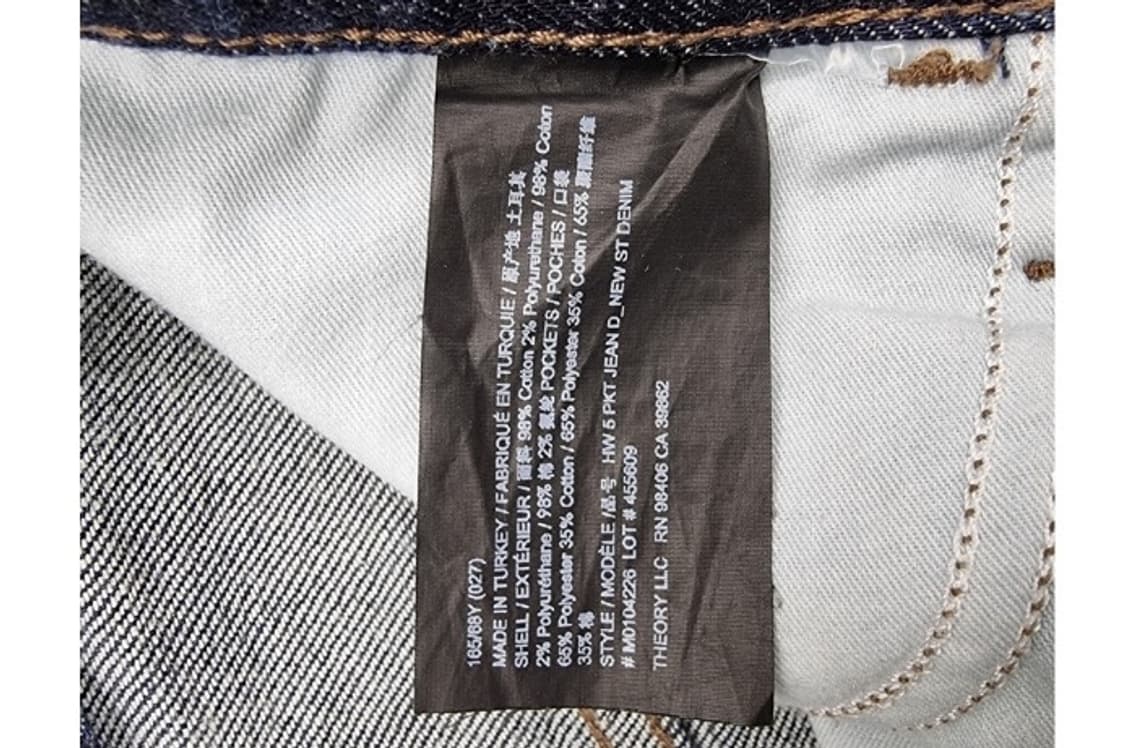 165/68Y (027)
MADE IN TURKEY / FABRIQUÉ EN TURQUIE / 原产地 土耳其
SHELL / EXTÉRIEUR / 面料 98% Cotton 2% Polyurethane / 98% Coton
2% Polyuréthane / 98% 棉 2% 氨纶 POCKETS / POCHES / 口袋
65% Polyester 35% Cotton / 65% Polyester 35% Coton / 65% 聚酯纤维
35% 棉
STYLE / MODÈLE /品号 HW 5 PKT JEAN D_NEW ST DENIM
# M0104226 LOT # 455609
THEORY LLC RN 98406 CA 39862